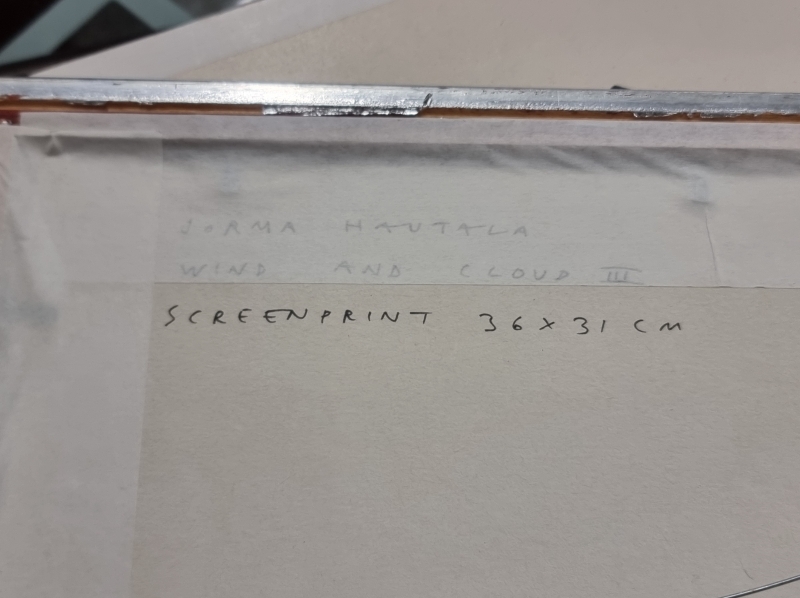 JORMA HAUTALA
WIND AND CLOUD III
SCREENPRINT 36 X 31 CM